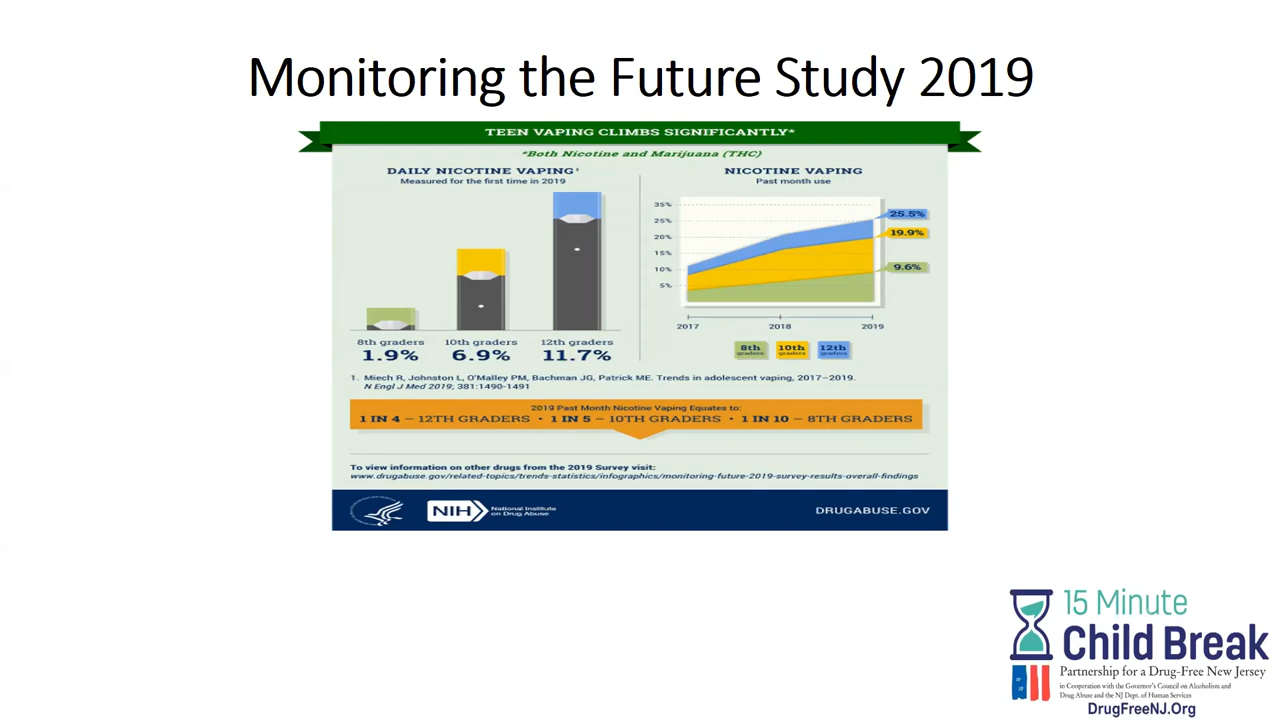 Monitoring the Future Study 2019
TEEN VAPING CLIMBS SIGNIFICANTLY*
*Both Nicotine and Marijuana (THC)
DAILY NICOTINE VAPING¹
Measured for the first time in 2019
8th graders
1.9%
10th graders
6.9%
12th graders
11.7%
NICOTINE VAPING
Past month use
35%
25%
20%
15%
10%
5%
25.5%
19.9%
9.6%
2017
2018
2019
8th
graders
10th
graders
12th
graders
1. Miech R, Johnston L, O'Malley PM, Bachman JG, Patrick ME. Trends in adolescent vaping, 2017–2019.
N Engl J Med 2019; 381:1490-1491
2019 Past Month Nicotine Vaping Equates to:
1 IN 4 – 12TH GRADERS • 1 IN 5 – 10TH GRADERS • 1 IN 10 – 8TH GRADERS
To view information on other drugs from the 2019 Survey visit:
www.drugabuse.gov/related-topics/trends-statistics/infographics/monitoring-future-2019-survey-results-overall-findings
NIH
National Institute
on Drug Abuse
DRUGABUSE.GOV
15 Minute
Child Break
Partnership for a Drug-Free New Jersey
in Cooperation with the Governor's Council on Alcoholism and
Drug Abuse and the NJ Dept. of Human Services
DrugFreeNJ.Org